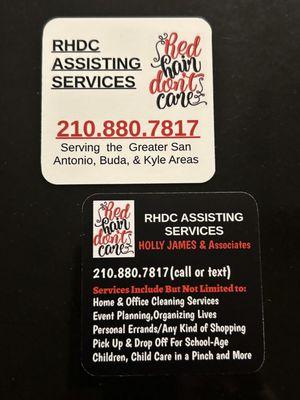 RHDC
ASSISTING
SERVICES
Red
hair
don't
care
210.880.7817
Serving the Greater San
Antonio, Buda, & Kyle Areas
Red
hair
don't
care
RHDC ASSISTING
SERVICES
HOLLY JAMES & Associates
210.880.7817(call or text)
Services Include But Not Limited to:
Home & Office Cleaning Services
Event Planning,Organizing Lives
Personal Errands/Any Kind of Shopping
Pick Up & Drop Off For School-Age
Children, Child Care in a Pinch and More